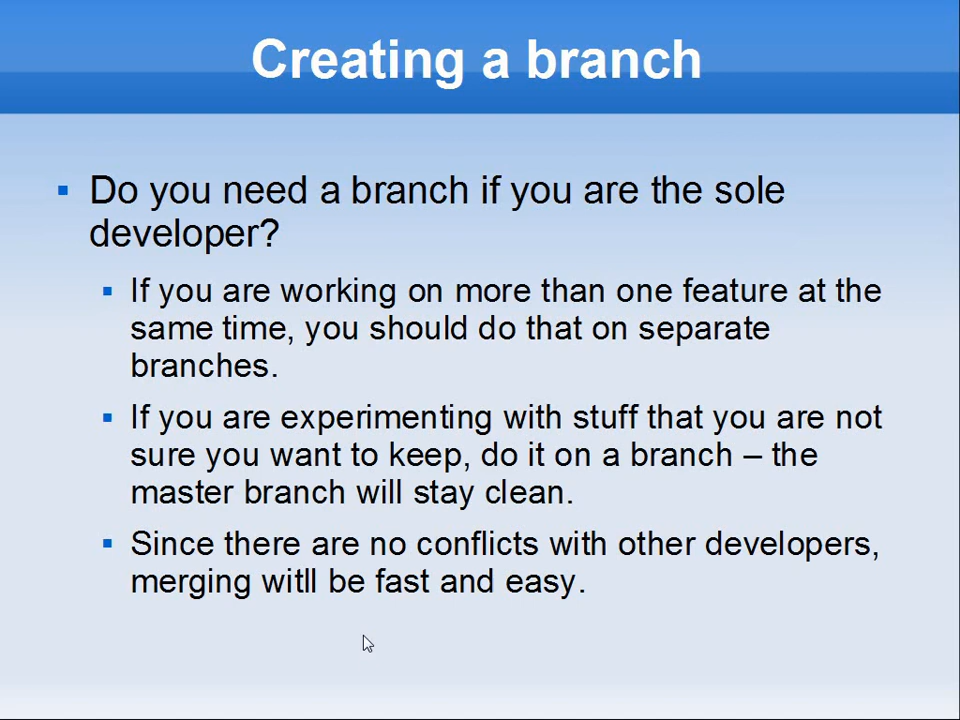 Creating a branch
Do you need a branch if you are the sole
developer?
If you are working on more than one feature at the
same time, you should do that on separate
branches.
If you are experimenting with stuff that you are not
sure you want to keep, do it on a branch – the
master branch will stay clean.
Since there are no conflicts with other developers,
merging witll be fast and easy.